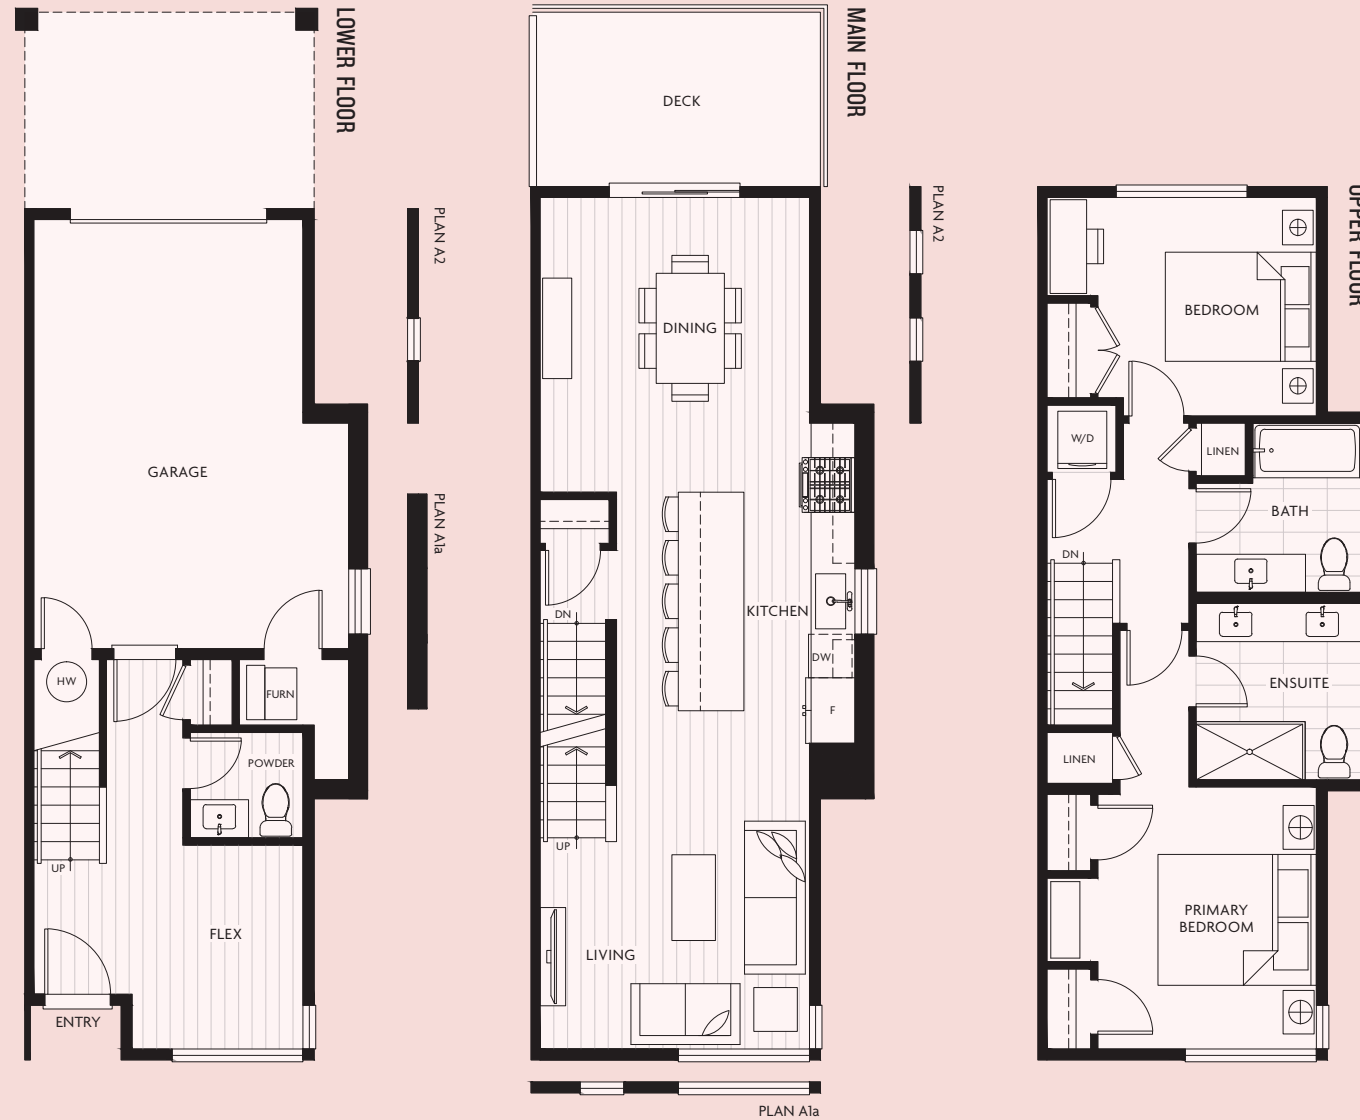 LOWER FLOOR
PLAN A2
PLAN A1a
GARAGE
HW
FURN
POWDER
UP
FLEX
ENTRY
MAIN FLOOR
PLAN A2
DECK
DINING
KITCHEN
DN
DW
F
UP
LIVING
PLAN A1a
UPPER FLOOR
BEDROOM
W/D
LINEN
BATH
DN
ENSUITE
LINEN
PRIMARY
BEDROOM